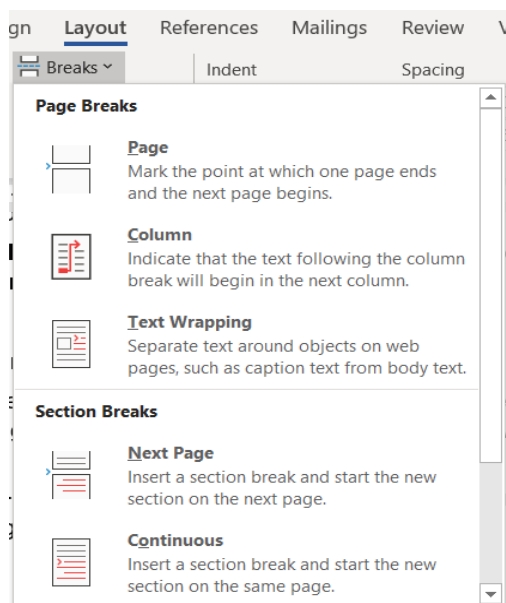 gn Layout References Mailings Review
Breaks
Indent Spacing
Page Breaks
Page
Mark the point at which one page ends
and the next page begins.
Column
Indicate that the text following the column
break will begin in the next column.
Text Wrapping
Separate text around objects on web
pages, such as caption text from body text.
Section Breaks
Next Page
Insert a section break and start the new
section on the next page.
Continuous
Insert a section break and start the new
section on the same page.